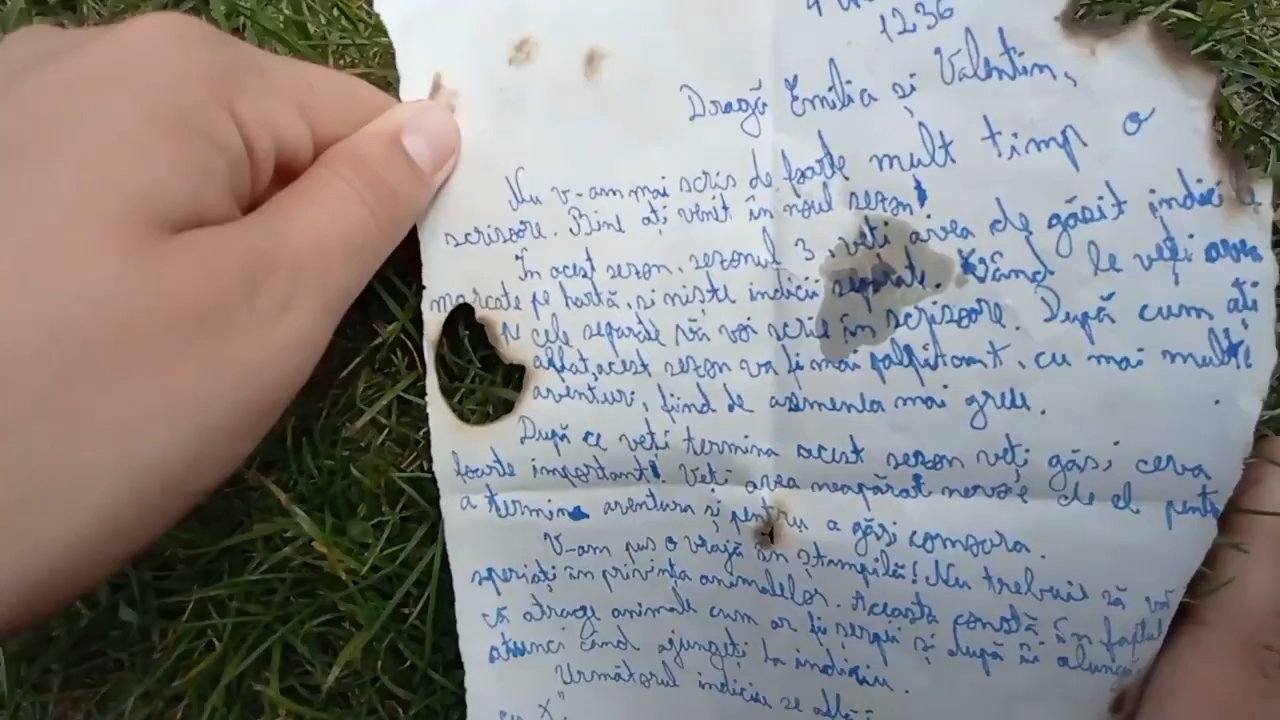 1236
Dragă Emilia și Valentin,
Nu v-am mai scris de foarte mult timp o
scrisoare. Bine ați venit în noul sezon!
În acest sezon, sezonul 3, veți avea de găsit indicii
marcate pe hartă, și niște indicii separate. Când le veți avea
pe cele separate vă voi scrie în scrisoare. După cum ați
aflat, acest sezon va fi mai palpitant, cu mai multe
aventuri, fiind de asemenea mai greu.
După ce veți termina acest sezon veți găsi ceva
foarte important! Veți avea neapărat nevoie de el pentru
a termina aventura și pentru a găsi comoara.
V-am pus o vrajă în ștampilă! Nu trebuie să vă
speriați în privința animalelor. Aceasta constă în faptul
că atrage animale cum ar fi șerpii și după îi alungă
atunci când ajungeți la indiciu.
Următorul indiciu se află